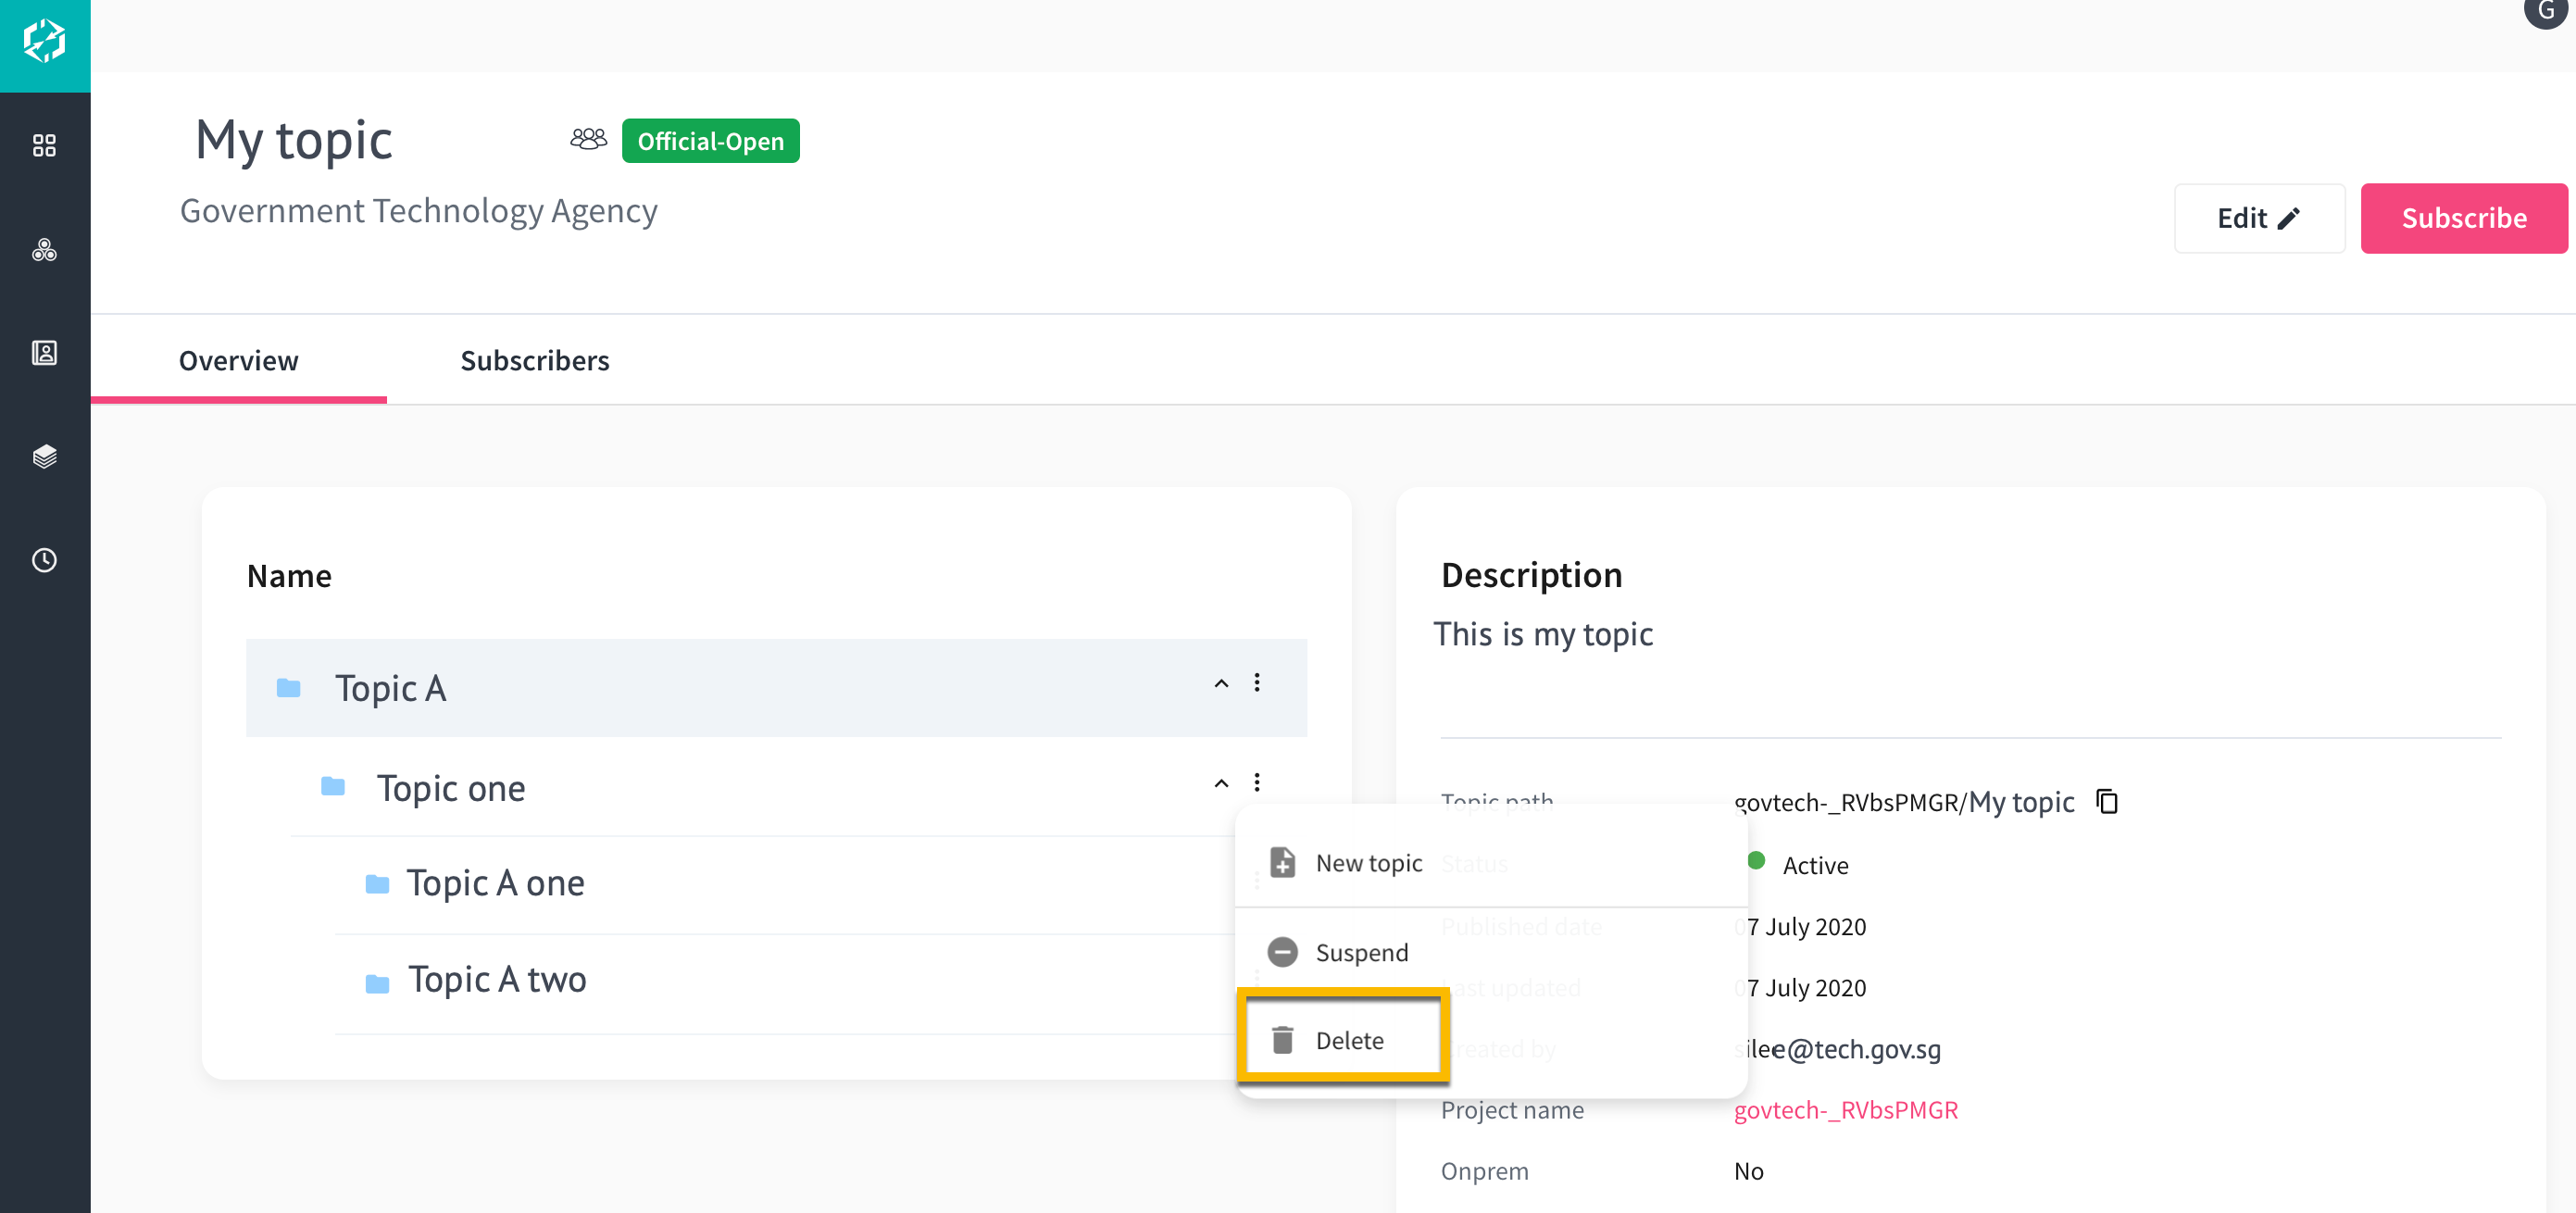 G
My topic
Official-Open
Government Technology Agency
Edit
Subscribe
Overview
Subscribers
Name
Topic A
Topic one
Topic A one
Topic A two
New topic
Suspend
Delete
Description
This is my topic
Topic path govtech-_RVbsPMGR/My topic
Status Active
Published date 07 July 2020
Last updated 07 July 2020
Created by silee@tech.gov.sg
Project name govtech-_RVbsPMGR
Onprem No